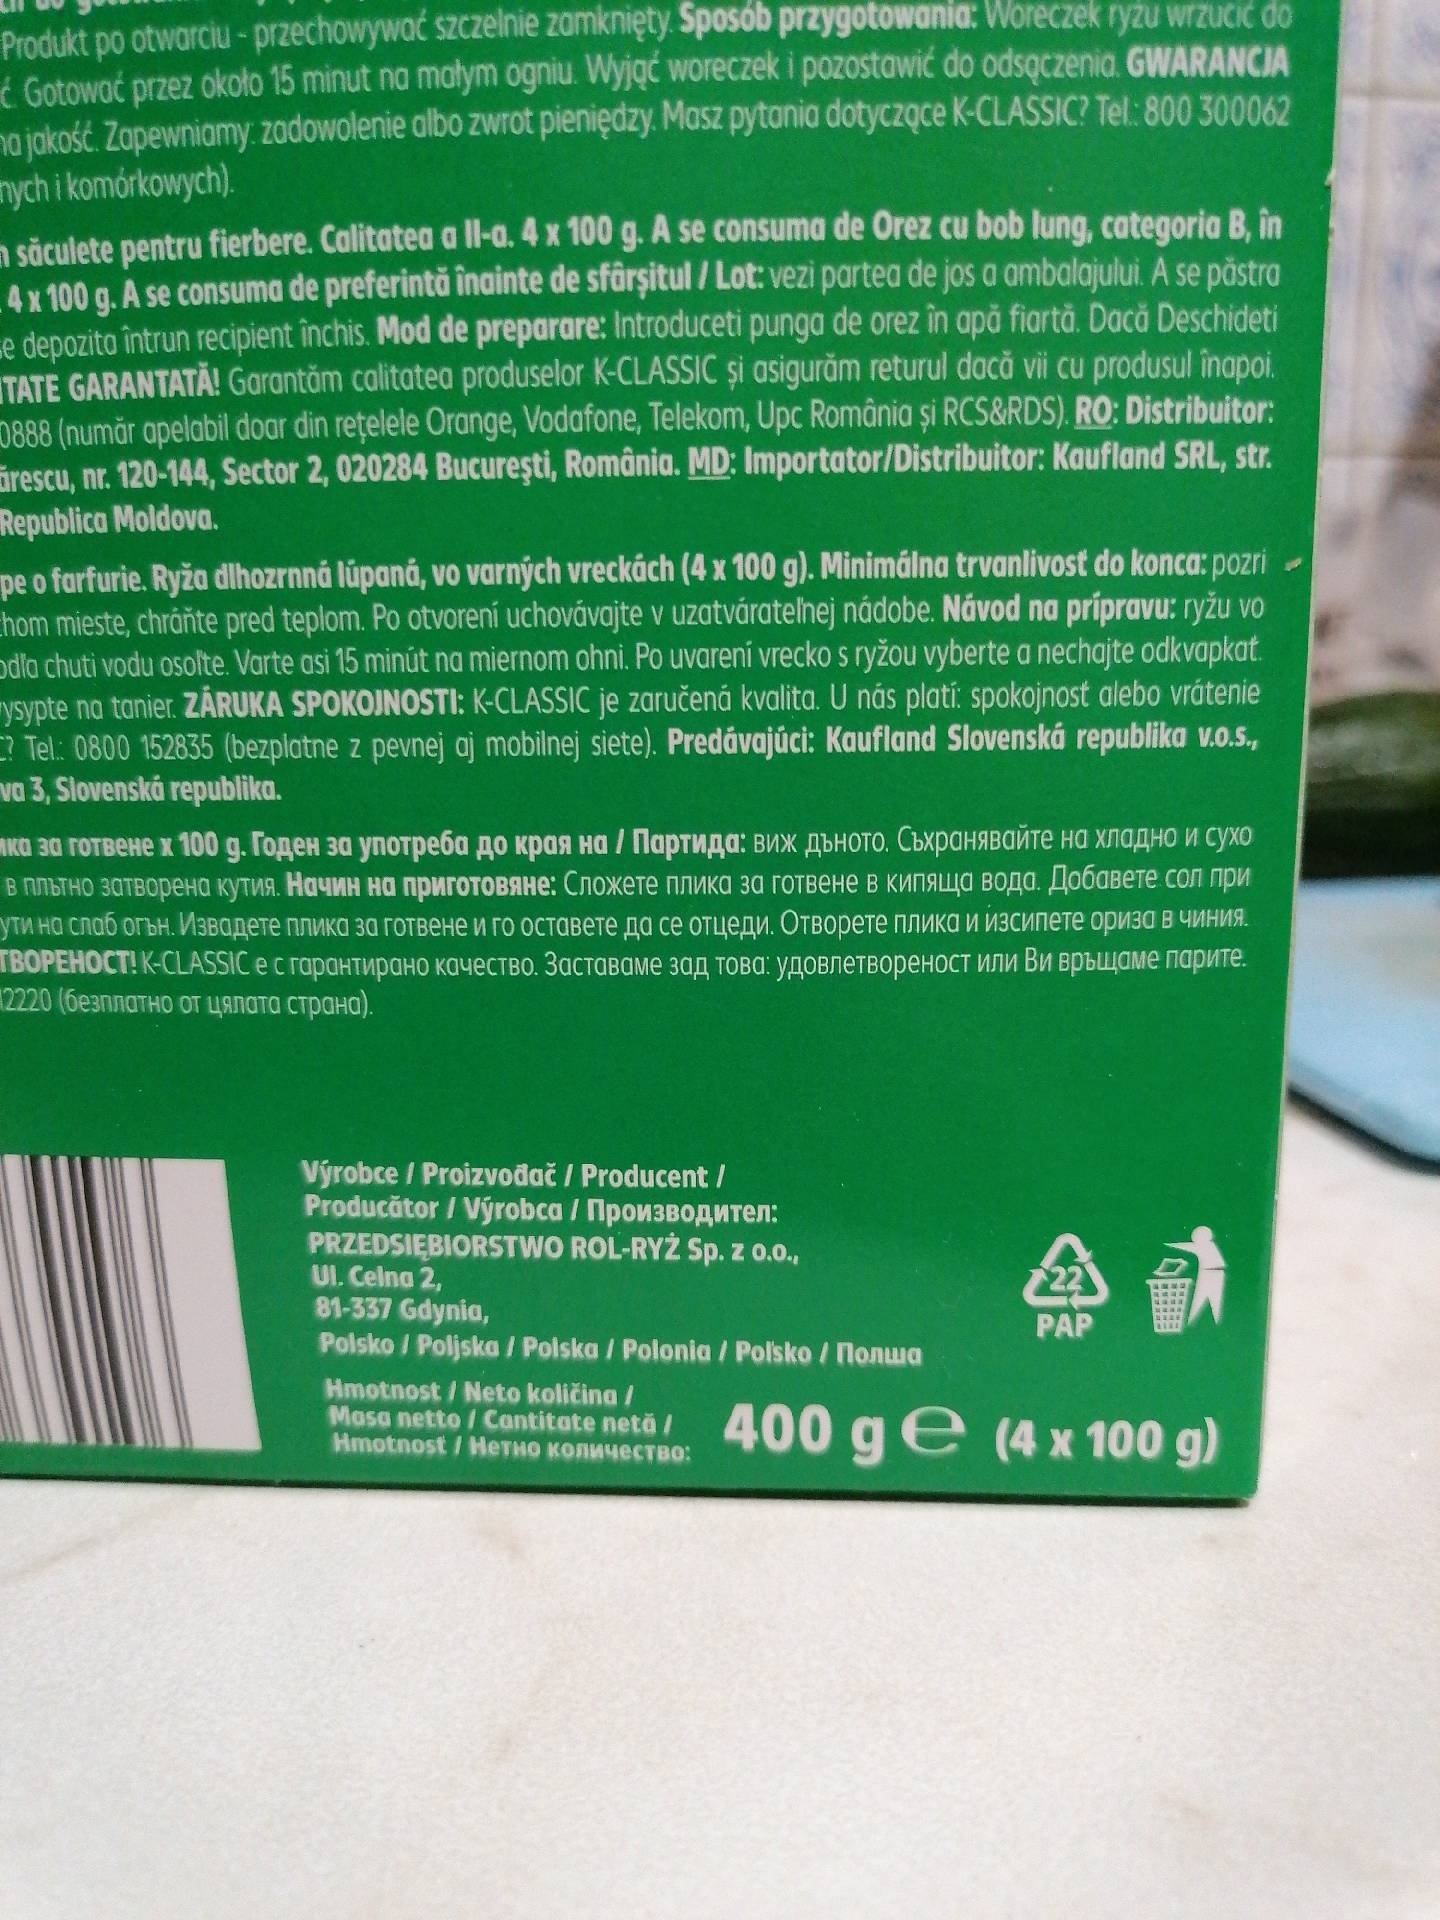 Produkt po otwarciu - przechowywać szczelnie zamknięty. Sposób przygotowania: Woreczek ryżu wrzucić do
Gotować przez około 15 minut na małym ogniu. Wyjąć woreczek i pozostawić do odsączenia. GWARANCJA
na jakość. Zapewniamy: zadowolenie albo zwrot pieniędzy. Masz pytania dotyczące K-CLASSIC? Tel.: 800 300062
nych i komórkowych).
săculete pentru fierbere. Calitatea a II-a. 4 x 100 g. A se consuma de Orez cu bob lung, categoria B, în
4 x 100 g. A se consuma de preferintă înainte de sfârșitul / Lot: vezi partea de jos a ambalajului. A se păstra
se depozita întrun recipient închis. Mod de preparare: Introduceti punga de orez în apă fiartă. Dacă Deschideti
ITATE GARANTATĂ! Garantăm calitatea produselor K-CLASSIC și asigurăm returul dacă vii cu produsul înapoi.
0888 (număr apelabil doar din rețelele Orange, Vodafone, Telekom, Upc România și RCS&RDS). RO: Distribuitor:
ărescu, nr. 120-144, Sector 2, 020284 București, România. MD: Importator/Distribuitor: Kaufland SRL, str.
Republica Moldova.
pe o farfurie. Ryža dlhozrnná lúpaná, vo varných vreckách (4 x 100 g). Minimálna trvanlivosť do konca: pozri
chom mieste, chráňte pred teplom. Po otvorení uchovávajte v uzatvárateľnej nádobe. Návod na prípravu: ryžu vo
odľa chuti vodu osoľte. Varte asi 15 minút na miernom ohni. Po uvarení vrecko s ryžou vyberte a nechajte odkvapkať.
vysypte na tanier. ZÁRUKA SPOKOJNOSTI: K-CLASSIC je zaručená kvalita. U nás platí: spokojnosť alebo vrátenie
C? Tel.: 0800 152835 (bezplatne z pevnej aj mobilnej siete). Predávajúci: Kaufland Slovenská republika v.o.s.,
va 3, Slovenská republika.
ика за готвене х 100 g. Годен за употреба до края на / Партида: виж дъното. Съхранявайте на хладно и сухо
в плътно затворена кутия. Начин на приготовяне: Сложете плика за готвене в кипяща вода. Добавете сол при
ути на слаб огън. Извадете плика за готвене и го оставете да се отцеди. Отворете плика и изсипете ориза в чиния.
ТВОРЕНОСТ! K-CLASSIC е с гарантирано качество. Заставаме зад това: удовлетвореност или Ви връщаме парите.
12220 (безплатно от цялата страна).
Výrobce / Proizvođač / Producent /
Producător / Výrobca / Производител:
PRZEDSIĘBIORSTWO ROL-RYŻ Sp. z o.o.,
Ul. Celna 2,
81-337 Gdynia,
Polsko / Poljska / Polska / Polonia / Poľsko / Полша
22
PAP
Hmotnost / Neto količina /
Masa netto / Cantitate netă /
Hmotnosť / Нетно количество:
400 g e (4 x 100 g)